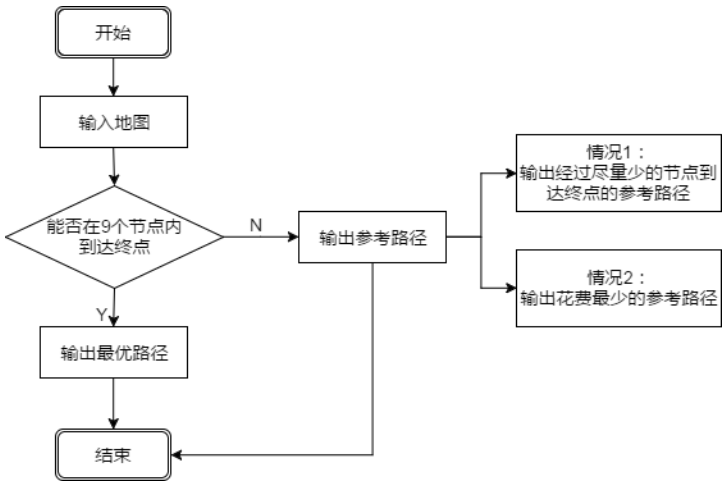 开始
输入地图
能否在9个节点内
到达终点
N
输出参考路径
情况1：
输出经过尽量少的节点到
达终点的参考路径
情况2：
输出花费最少的参考路径
Y
输出最优路径
结束